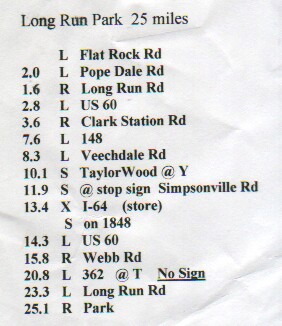 Long Run Park 25 miles
L Flat Rock Rd
2.0 L Pope Dale Rd
1.6 R Long Run Rd
2.8 L US 60
3.6 R Clark Station Rd
7.6 L 148
8.3 L Veechdale Rd
10.1 S TaylorWood @ Y
11.9 S @ stop sign Simpsonville Rd
13.4 X I-64 (store)
S on 1848
14.3 L US 60
15.8 R Webb Rd
20.8 L 362 @ T No Sign
23.3 L Long Run Rd
25.1 R Park